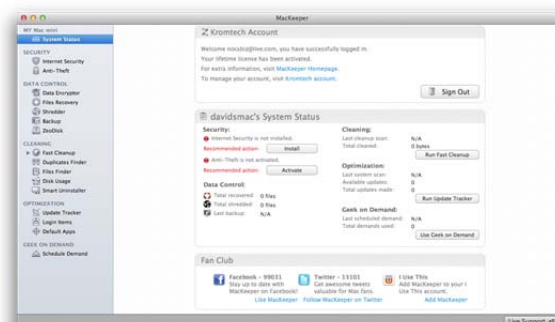 MacKeeper
MY Mac mini
System Status
SECURITY
Internet Security
Anti-Theft
DATA CONTROL
Data Encryptor
Files Recovery
Shredder
Backup
ZeoDisk
CLEANING
Fast Cleanup
Duplicates Finder
Files Finder
Disk Usage
Smart Uninstaller
OPTIMIZATION
Update Tracker
Login Items
Default Apps
GEEK ON DEMAND
Schedule Demand
Kromtech Account
Welcome you have successfully logged in.
Your lifetime license has been activated.
For extra information, visit MacKeeper Homepage.
To manage your account, visit Kromtech account.
Sign Out
davidsmac's System Status
Security:
Internet Security is not installed.
Recommended action: Install
Anti-Theft is not activated.
Recommended action: Activate
Data Control:
Total recovered: 0 files
Total shredded: 0 files
Last backup: N/A
Cleaning:
Last cleanup scan: N/A
Total cleaned: 0 bytes
Run Fast Cleanup
Optimization:
Last system scan: N/A
Available updates: 0
Total updates made: 0
Run Update Tracker
Geek on Demand:
Last scheduled demand: N/A
Total demands used: 0
Use Geek on Demand
Fan Club
Facebook - 99031
Stay up to date with
MacKeeper on Facebook!
Like MacKeeper
Twitter - 13101
Get awesome tweets
valuable for Mac fans.
Follow MacKeeper on Twitter
I Use This
Add MacKeeper to your I
Use This account.
Add MacKeeper
Live Support